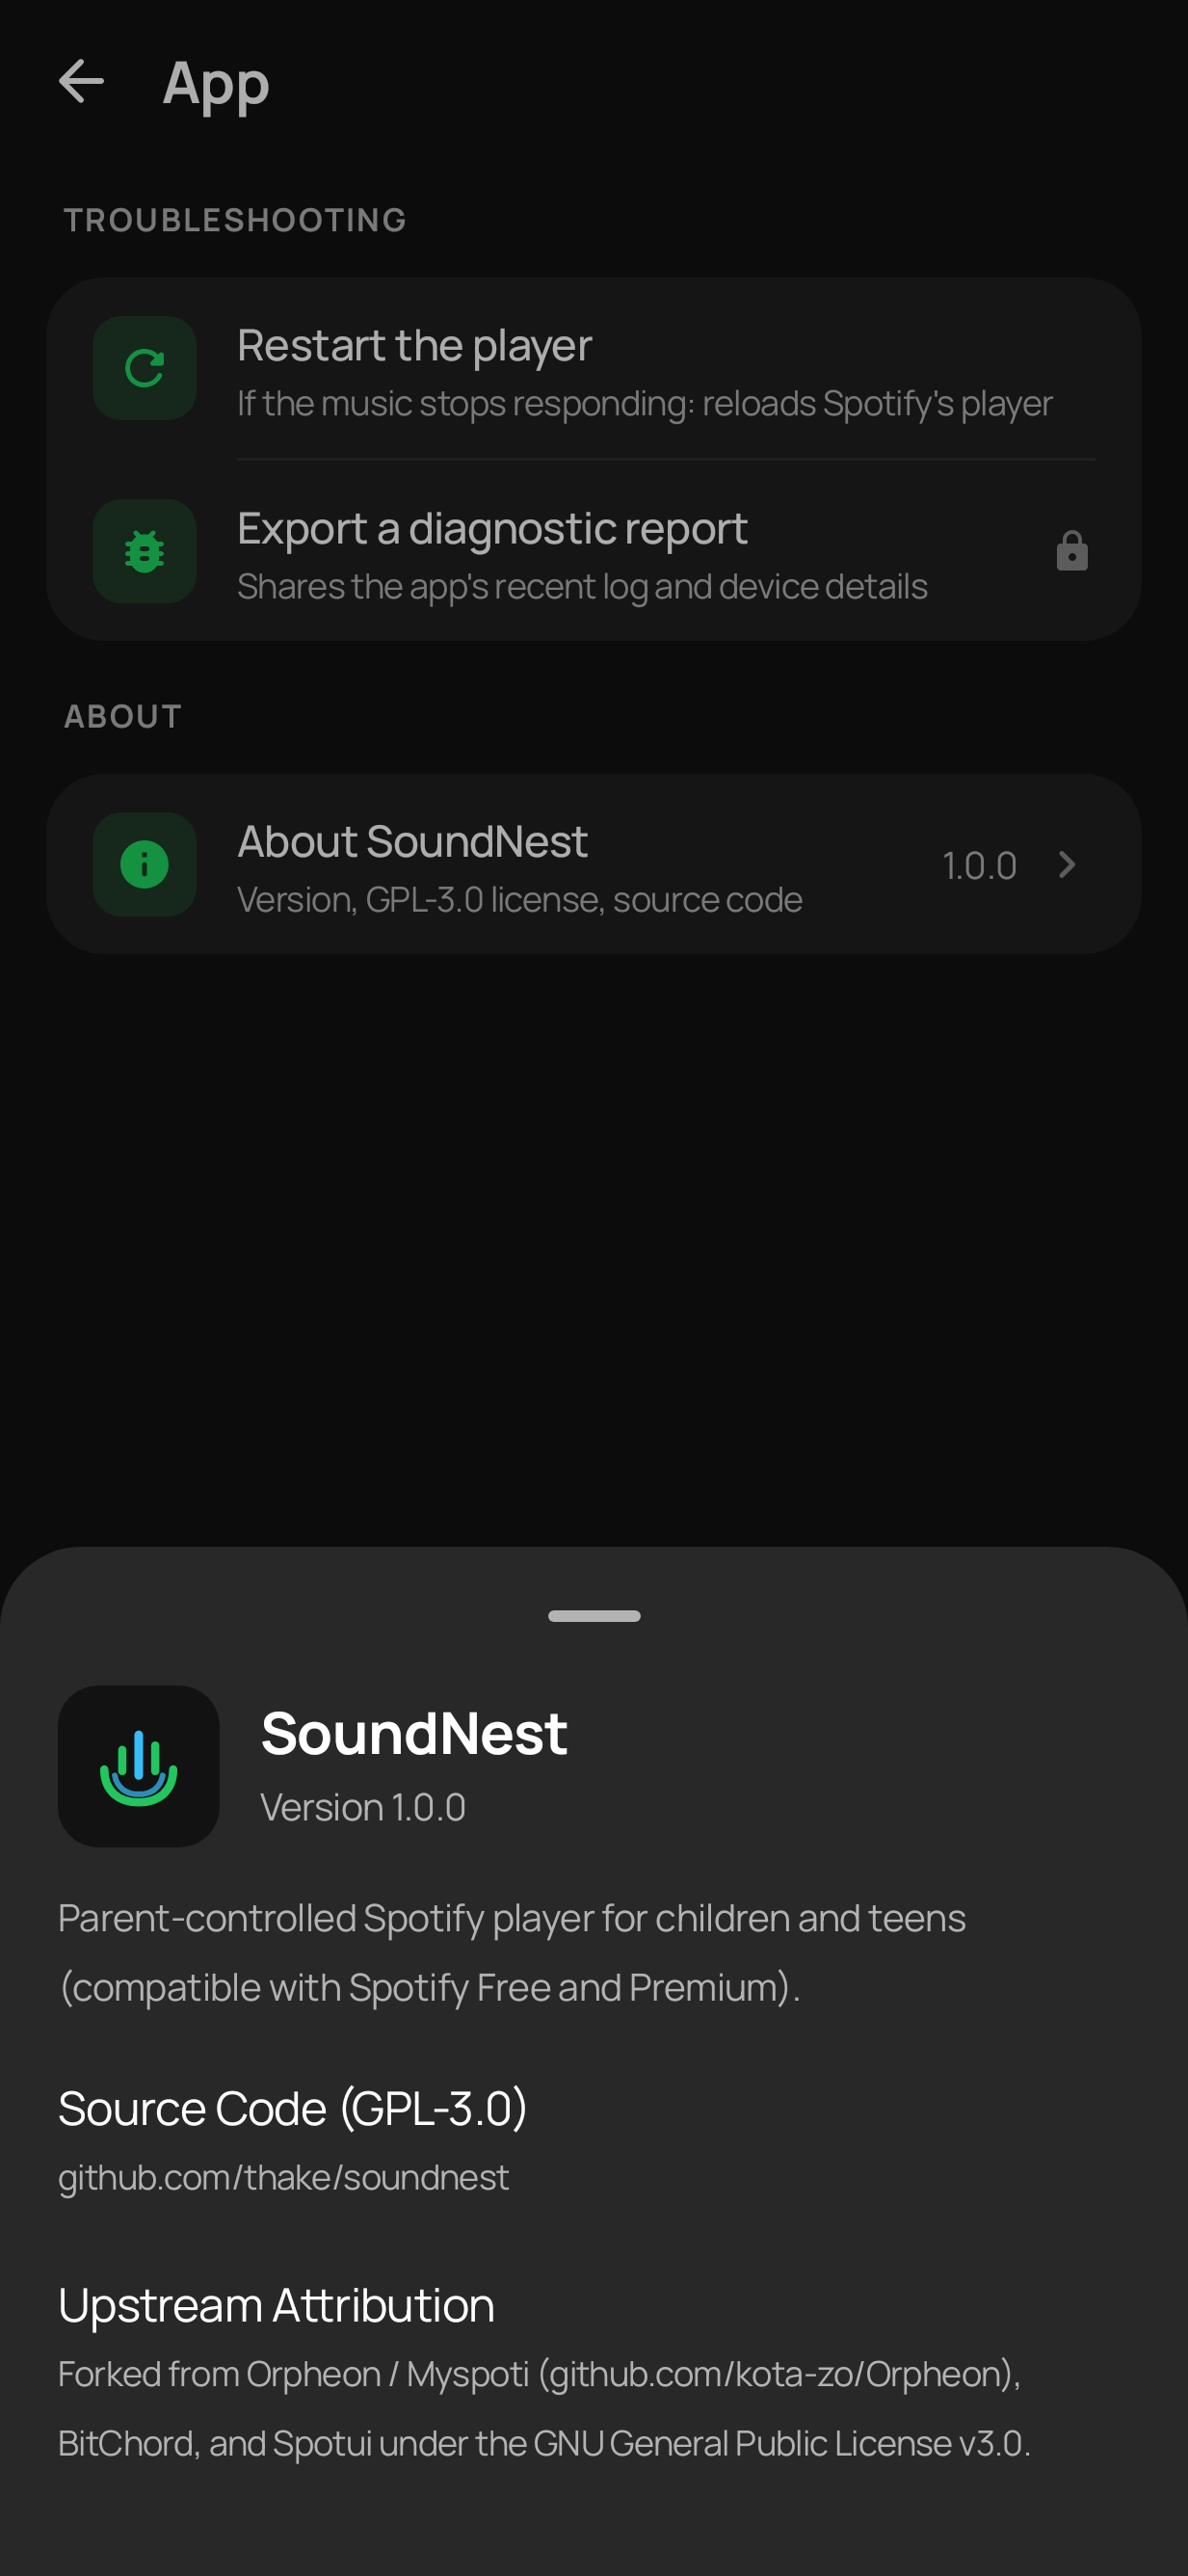 App
TROUBLESHOOTING
Restart the player
If the music stops responding: reloads Spotify's player
Export a diagnostic report
Shares the app's recent log and device details
ABOUT
About SoundNest
Version, GPL-3.0 license, source code
1.0.0
SoundNest
Version 1.0.0
Parent-controlled Spotify player for children and teens
(compatible with Spotify Free and Premium).
Source Code (GPL-3.0)
github.com/thake/soundnest
Upstream Attribution
Forked from Orpheon / Myspoti (github.com/kota-zo/Orpheon),
BitChord, and Spotui under the GNU General Public License v3.0.